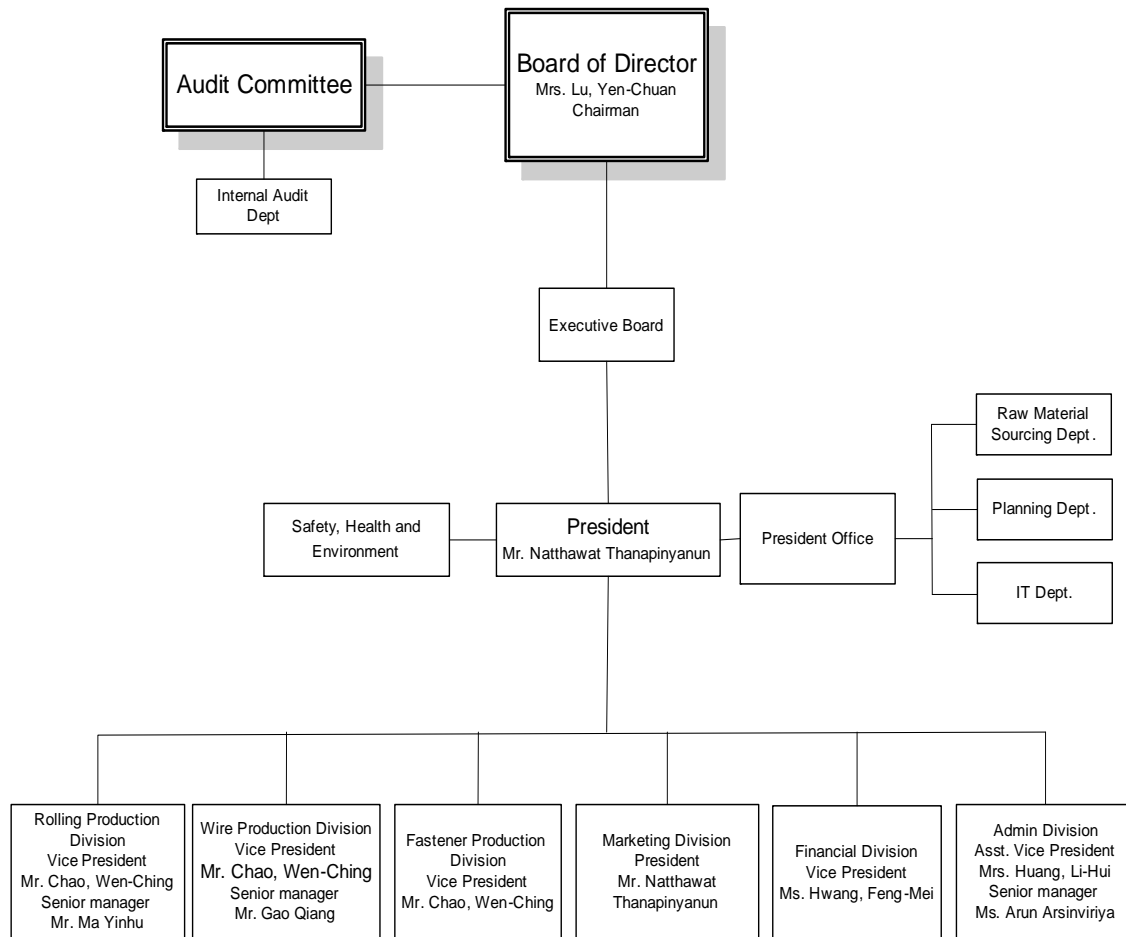 Audit Committee
Board of Director
Mrs. Lu, Yen-Chuan
Chairman
Internal Audit
Dept
Executive Board
Raw Material
Sourcing Dept.
Planning Dept.
IT Dept.
Safety, Health and
Environment
President
Mr. Natthawat Thanapinyanun
President Office
Rolling Production
Division
Vice President
Mr. Chao, Wen-Ching
Senior manager
Mr. Ma Yinhu
Wire Production Division
Vice President
Mr. Chao, Wen-Ching
Senior manager
Mr. Gao Qiang
Fastener Production
Division
Vice President
Mr. Chao, Wen-Ching
Marketing Division
President
Mr. Natthawat
Thanapinyanun
Financial Division
Vice President
Ms. Hwang, Feng-Mei
Admin Division
Asst. Vice President
Mrs. Huang, Li-Hui
Senior manager
Ms. Arun Arsinviriya